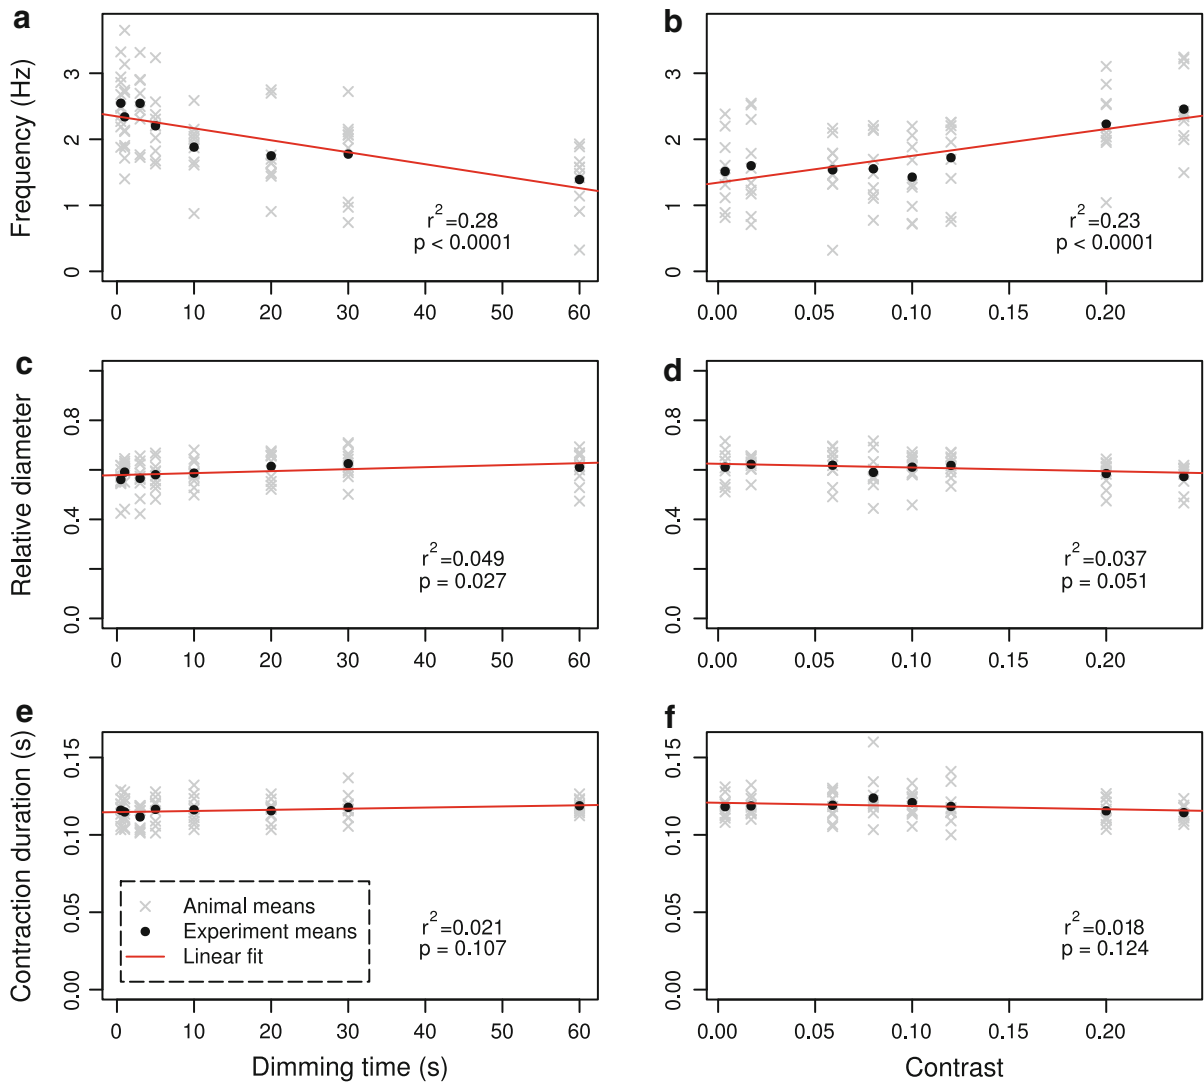 a
b
Frequency (Hz)
3
2
1
0
r²=0.28
p < 0.0001
0 10 20 30 40 50 60
3
2
1
0
r²=0.23
p < 0.0001
0.00 0.05 0.10 0.15 0.20
c
d
Relative diameter
0.8
0.4
0.0
r²=0.049
p = 0.027
0 10 20 30 40 50 60
0.8
0.4
0.0
r²=0.037
p = 0.051
0.00 0.05 0.10 0.15 0.20
e
f
Contraction duration (s)
0.15
0.10
0.05
0.00
Animal means
Experiment means
Linear fit
r²=0.021
p = 0.107
0 10 20 30 40 50 60
Dimming time (s)
0.15
0.10
0.05
0.00
r²=0.018
p = 0.124
0.00 0.05 0.10 0.15 0.20
Contrast